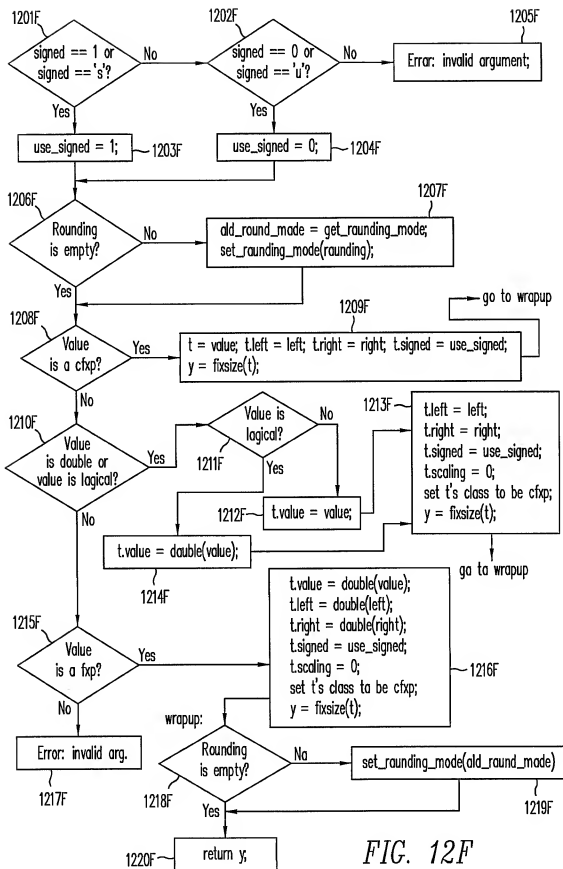 1201F
signed == 1 or
signed == 's'?
No
Yes
1202F
signed == 0 or
signed == 'u'?
No
Yes
1205F
Error: invalid argument;
use_signed = 1;
1203F
use_signed = 0;
1204F
1206F
Rounding
is empty?
No
Yes
1207F
ald_round_mode = get_raunding_mode;
set_raunding_mode(raunding);
1208F
Value
is a cfxp?
Yes
No
1209F
t = value; t.left = left; t.right = right; t.signed = use_signed;
y = fixsize(t);
go to wrapup
1210F
Value
is double or
value is logical?
Yes
No
Value is
logical?
1211F
No
Yes
1212F
t.value = value;
1213F
t.left = left;
t.right = right;
t.signed = use_signed;
t.scaling = 0;
set t's class to be cfxp;
y = fixsize(t);
ga ta wrapup
t.value = dauble(value);
1214F
1215F
Value
is a fxp?
Yes
No
t.value = double(value);
t.left = double(left);
t.right = dauble(right);
t.signed = use_signed;
t.scaling = 0;
set t's class ta be cfxp;
y = fixsize(t);
1216F
Error: invalid arg.
1217F
wrapup:
Rounding
is empty?
1218F
Na
Yes
set_raunding_mode(ald_raund_made)
1219F
return y;
1220F
FIG. 12F